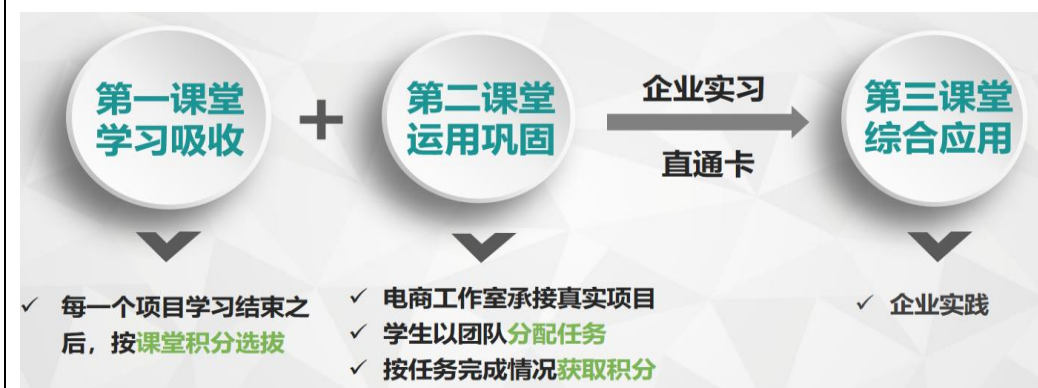 第一课堂
学习吸收
+
第二课堂
运用巩固
企业实习
直通卡
第三课堂
综合应用
✓ 每一个项目学习结束之
后，按课堂积分选拔
✓ 电商工作室承接真实项目
✓ 学生以团队分配任务
✓ 按任务完成情况获取积分
✓ 企业实践